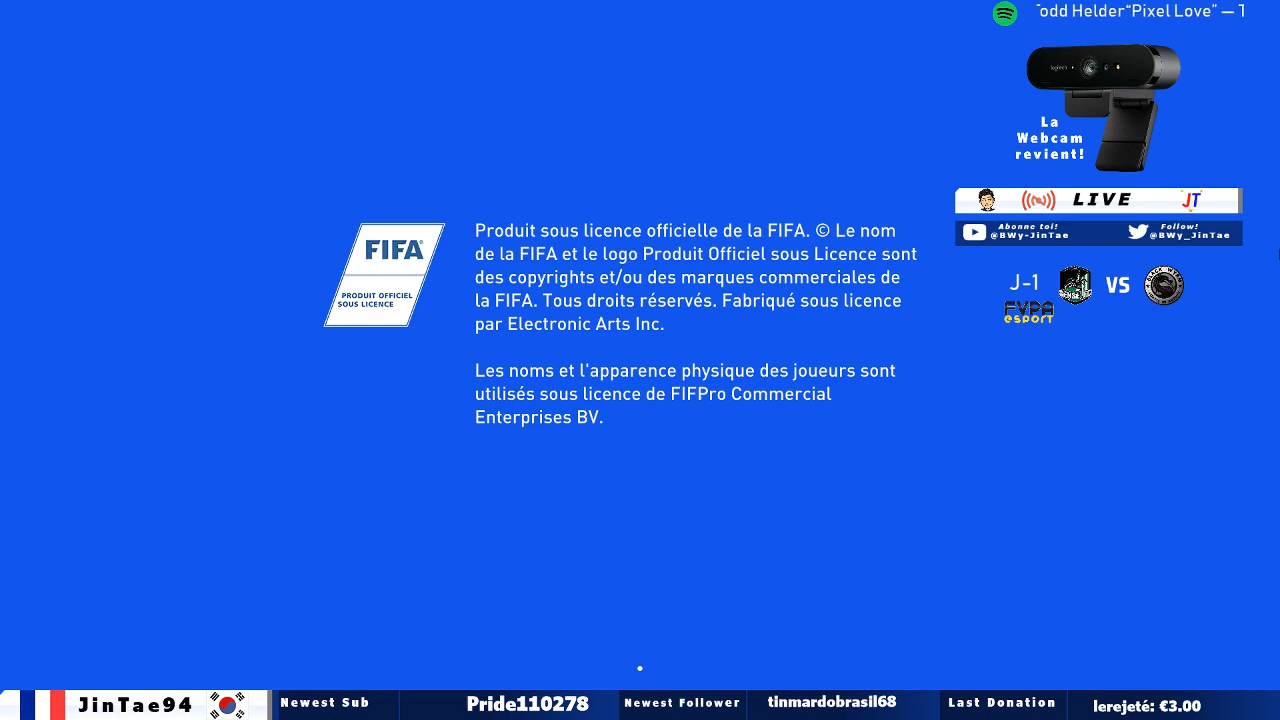 odd Helder“Pixel Love” —
logitech
La
Webcam
revient!
LIVE
JT
Abonne toi!
@BWy-JinTae
Follow!
@BWy_JinTae
J-1
VS
FVPA
esport
FIFA
PRODUIT OFFICIEL
SOUS LICENCE
Produit sous licence officielle de la FIFA. © Le nom
de la FIFA et le logo Produit Officiel sous Licence sont
des copyrights et/ou des marques commerciales de
la FIFA. Tous droits réservés. Fabriqué sous licence
par Electronic Arts Inc.
Les noms et l'apparence physique des joueurs sont
utilisés sous licence de FIFPro Commercial
Enterprises BV.
JinTae94
Newest Sub
Pride110278
Newest Follower
tinmardobrasil68
Last Donation
lerejeté: €3.00